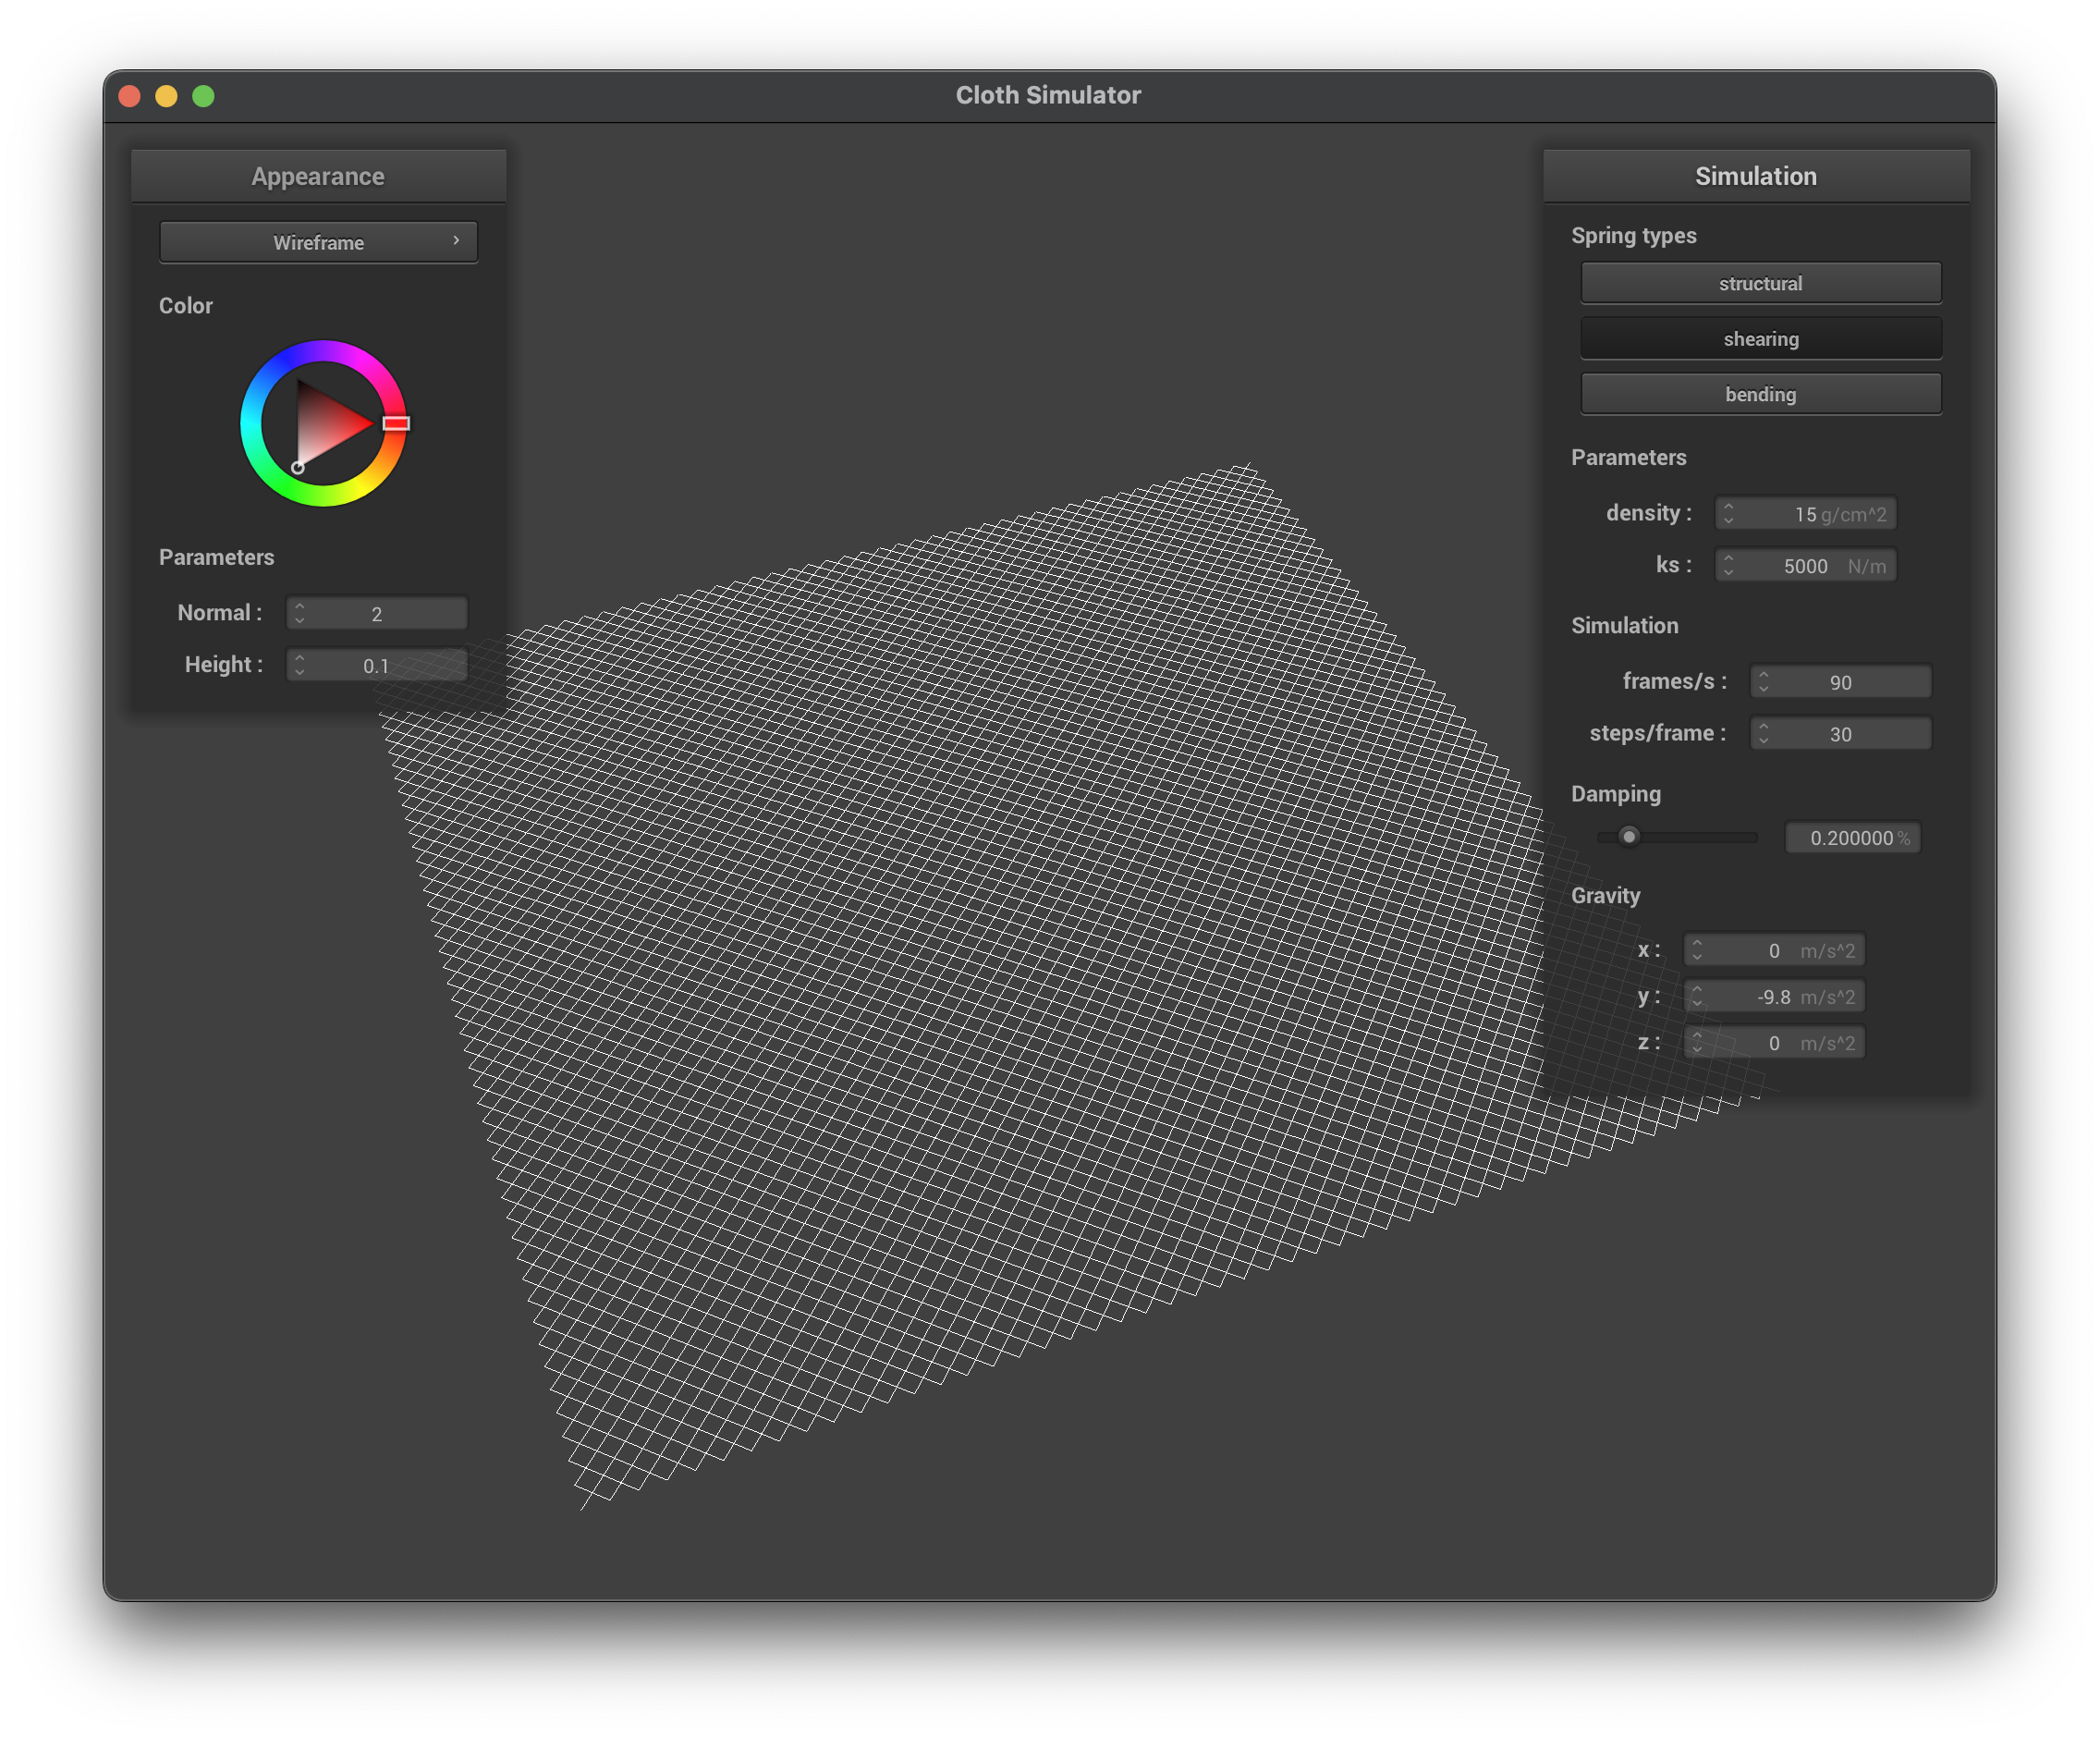 Cloth Simulator
Appearance
Wireframe
Color
Parameters
Normal : 2
Height : 0.1
Simulation
Spring types
structural
shearing
bending
Parameters
density : 15 g/cm^2
ks : 5000 N/m
Simulation
frames/s : 90
steps/frame : 30
Damping
0.200000 %
Gravity
x : 0 m/s^2
y : -9.8 m/s^2
z : 0 m/s^2